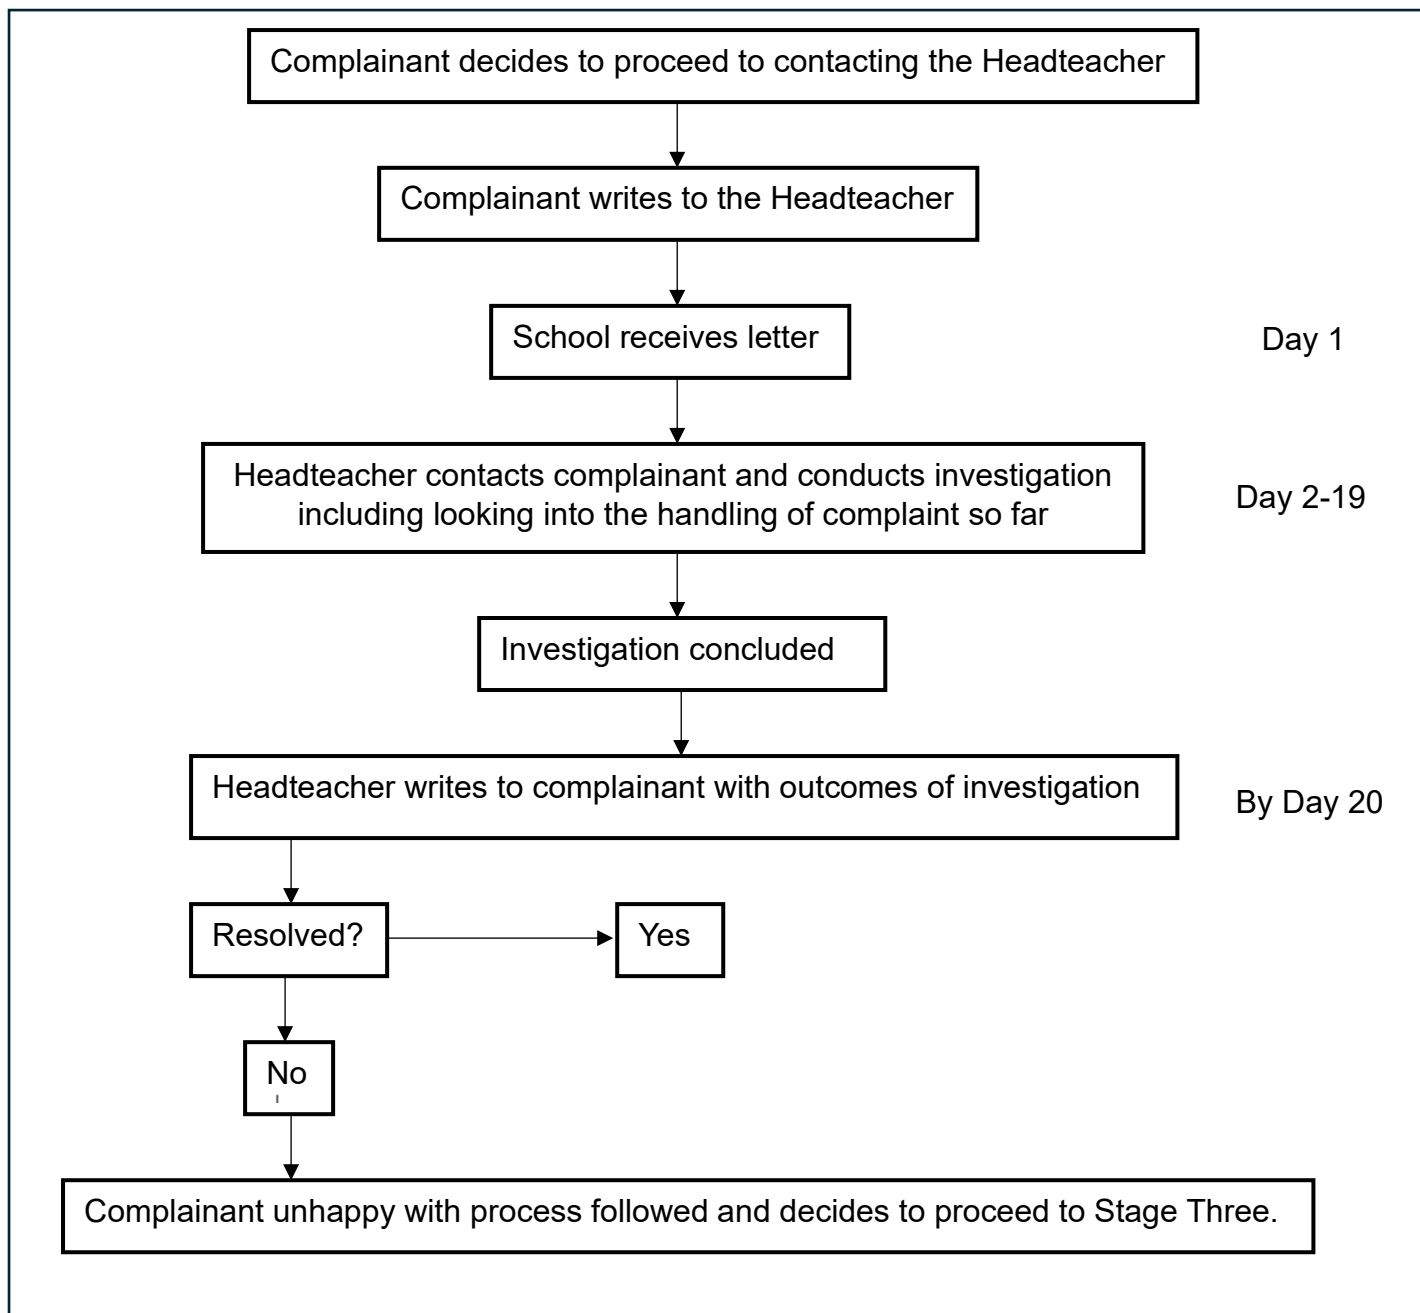 Complainant decides to proceed to contacting the Headteacher
Complainant writes to the Headteacher
School receives letter
Day 1
Headteacher contacts complainant and conducts investigation
including looking into the handling of complaint so far
Day 2-19
Investigation concluded
Headteacher writes to complainant with outcomes of investigation
By Day 20
Resolved?
Yes
No
Complainant unhappy with process followed and decides to proceed to Stage Three.